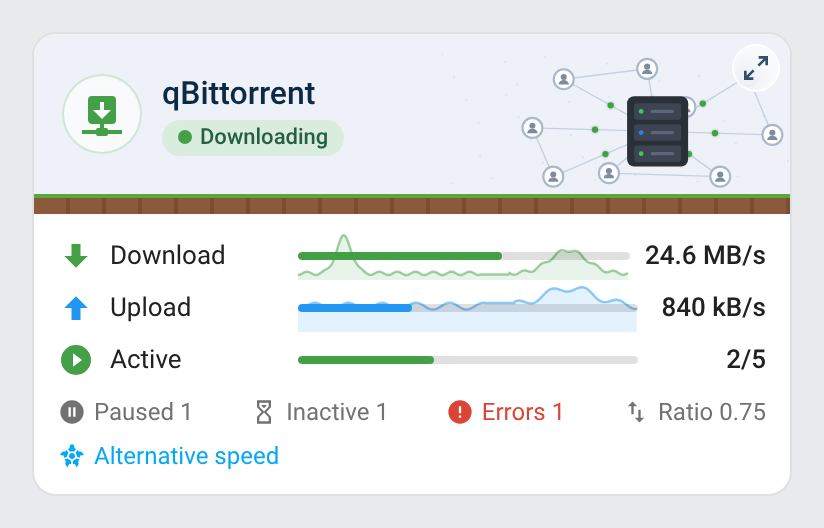 qBittorrent
Downloading
Download 24.6 MB/s
Upload 840 kB/s
Active 2/5
Paused 1 Inactive 1 Errors 1 Ratio 0.75
Alternative speed